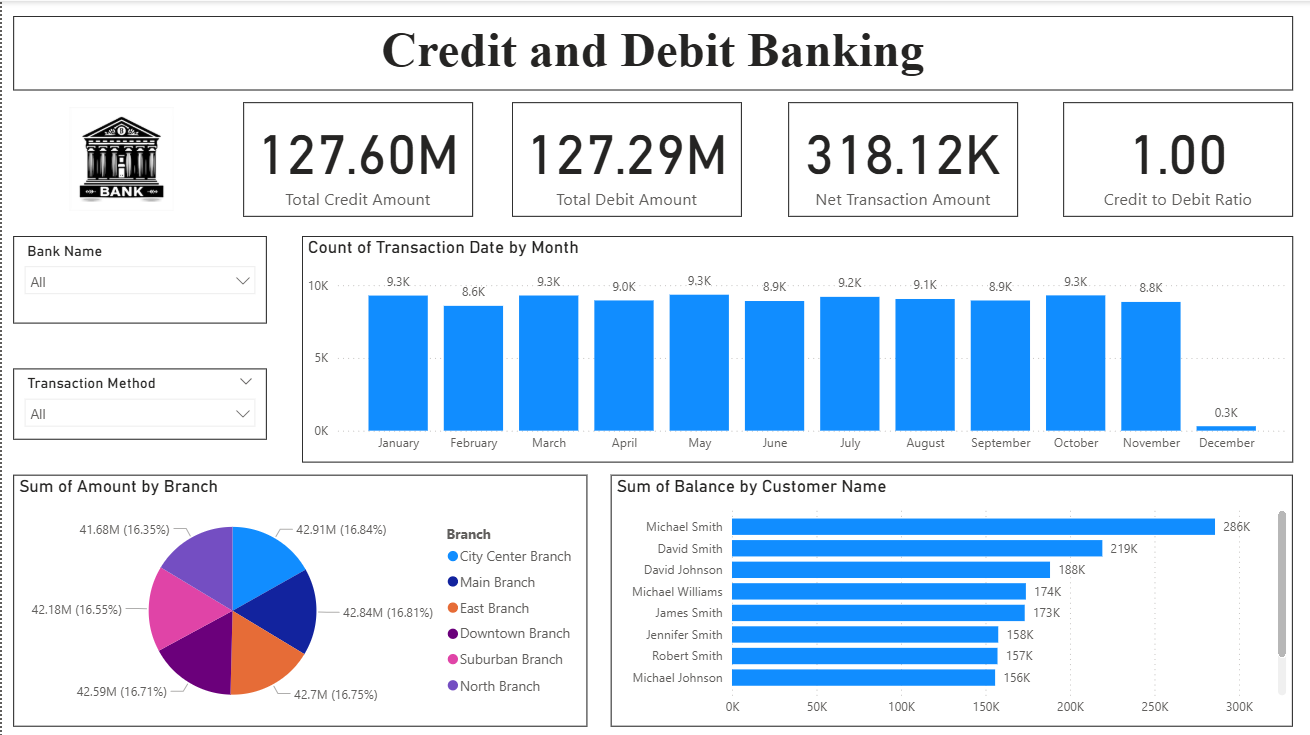 Credit and Debit Banking
BANK
127.60M
Total Credit Amount
127.29M
Total Debit Amount
318.12K
Net Transaction Amount
1.00
Credit to Debit Ratio
Bank Name
All
Transaction Method
All
Count of Transaction Date by Month
10K
5K
0K
9.3K
8.6K
9.3K
9.0K
9.3K
8.9K
9.2K
9.1K
8.9K
9.3K
8.8K
0.3K
January
February
March
April
May
June
July
August
September
October
November
December
Sum of Amount by Branch
42.91M (16.84%)
42.84M (16.81%)
42.7M (16.75%)
42.59M (16.71%)
42.18M (16.55%)
41.68M (16.35%)
Branch
City Center Branch
Main Branch
East Branch
Downtown Branch
Suburban Branch
North Branch
Sum of Balance by Customer Name
Michael Smith 286K
David Smith 219K
David Johnson 188K
Michael Williams 174K
James Smith 173K
Jennifer Smith 158K
Robert Smith 157K
Michael Johnson 156K
0K 50K 100K 150K 200K 250K 300K